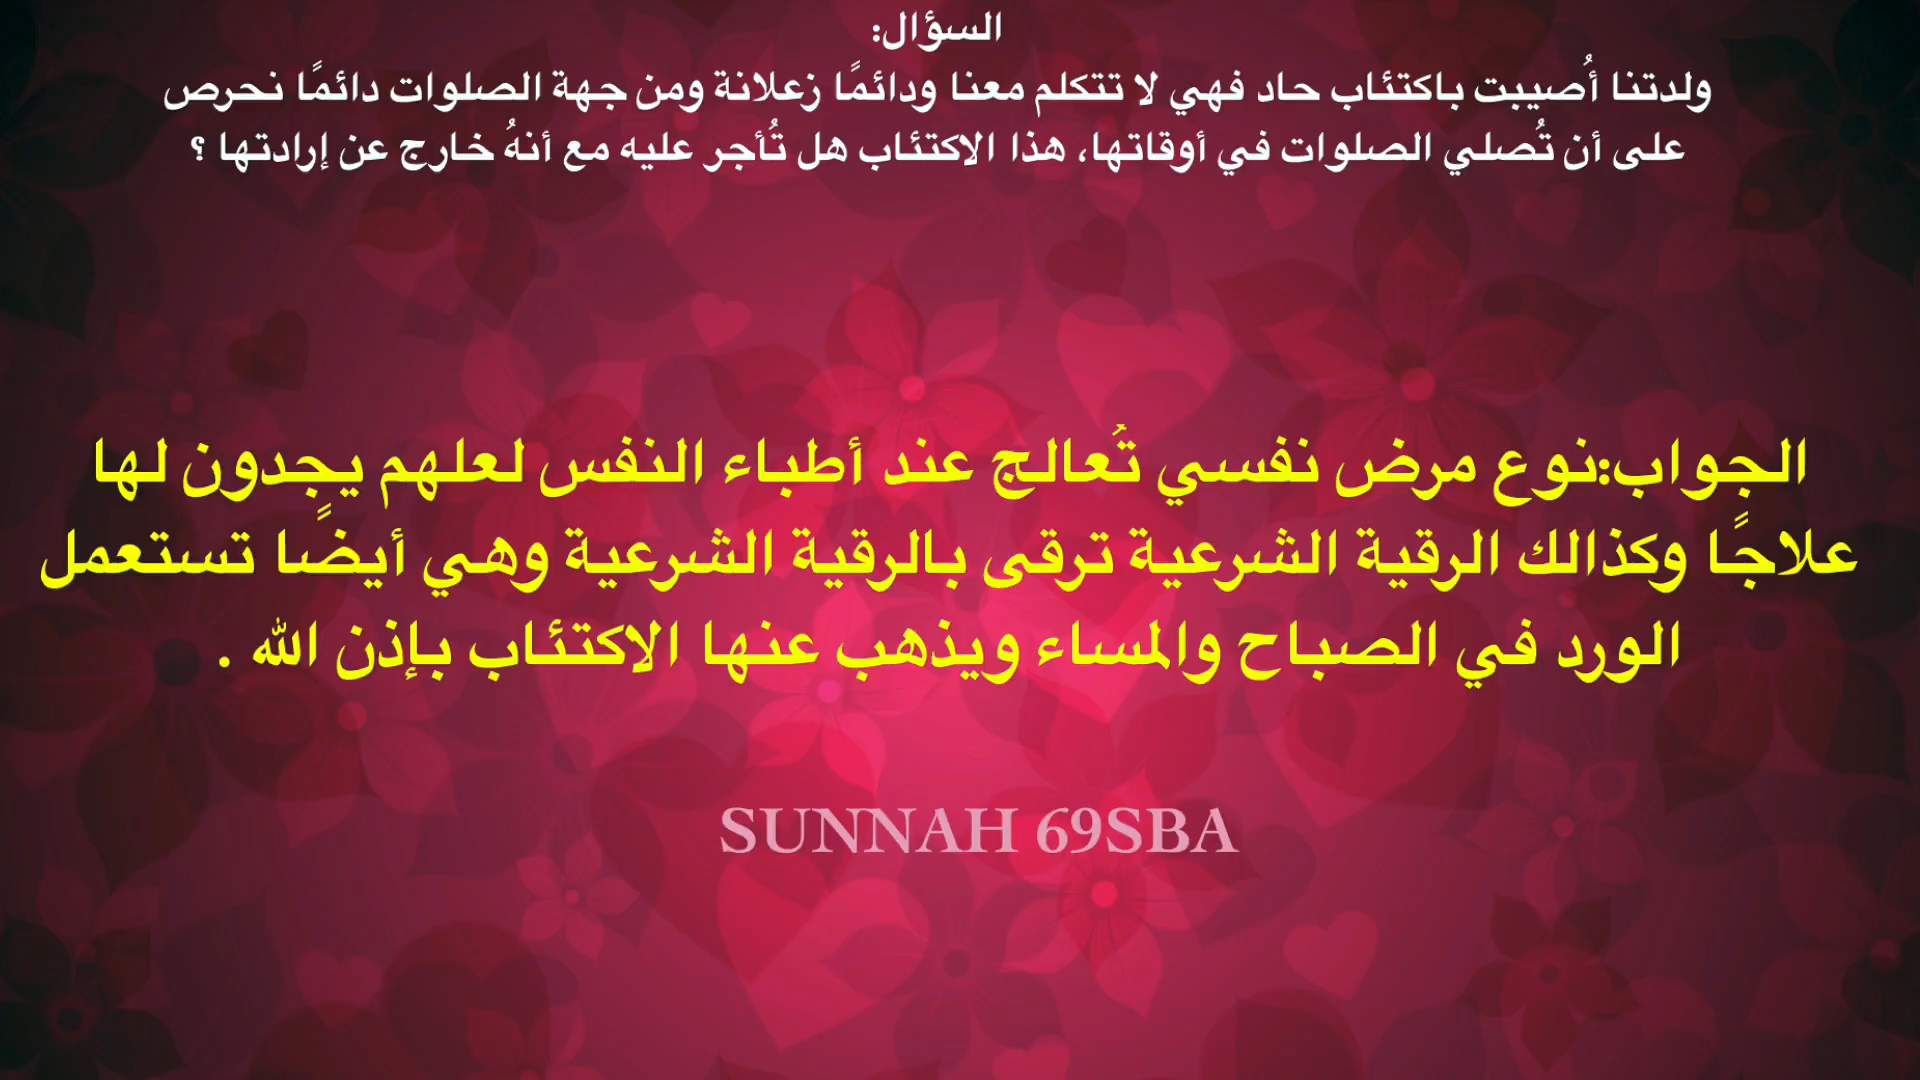 السؤال:
ولدتنا أُصيبت باكتئاب حاد فهي لا تتكلم معنا ودائمًا زعلانة ومن جهة الصلوات دائمًا نحرص
على أن تُصلي الصلوات في أوقاتها، هذا الاكتئاب هل تُأجر عليه مع أنهُ خارج عن إرادتها ؟
الجواب:نوع مرض نفسي تُعالج عند أطباء النفس لعلهم يجدون لها
علاجًا وكذالك الرقية الشرعية ترقى بالرقية الشرعية وهي أيضًا تستعمل
الورد في الصباح والمساء ويذهب عنها الاكتئاب بإذن الله .
SUNNAH 69SBA